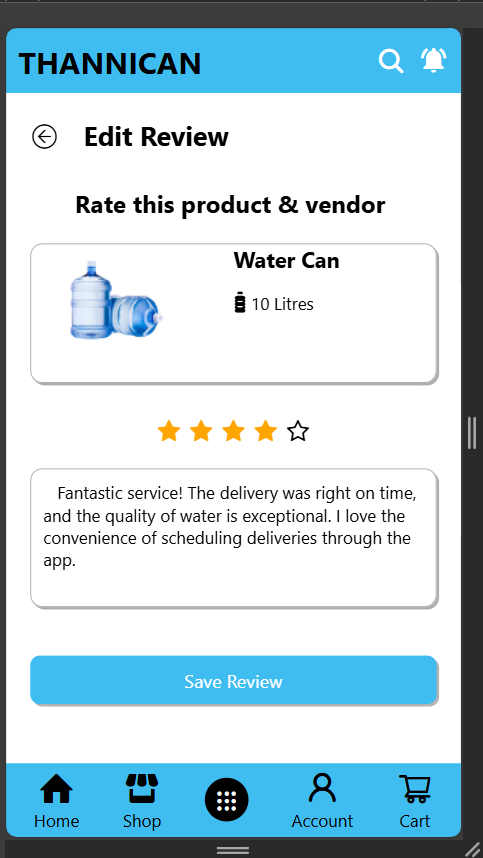 THANNICAN
Edit Review
Rate this product & vendor
Water Can
10 Litres
Fantastic service! The delivery was right on time,
and the quality of water is exceptional. I love the
convenience of scheduling deliveries through the
app.
Save Review
Home Shop Account Cart